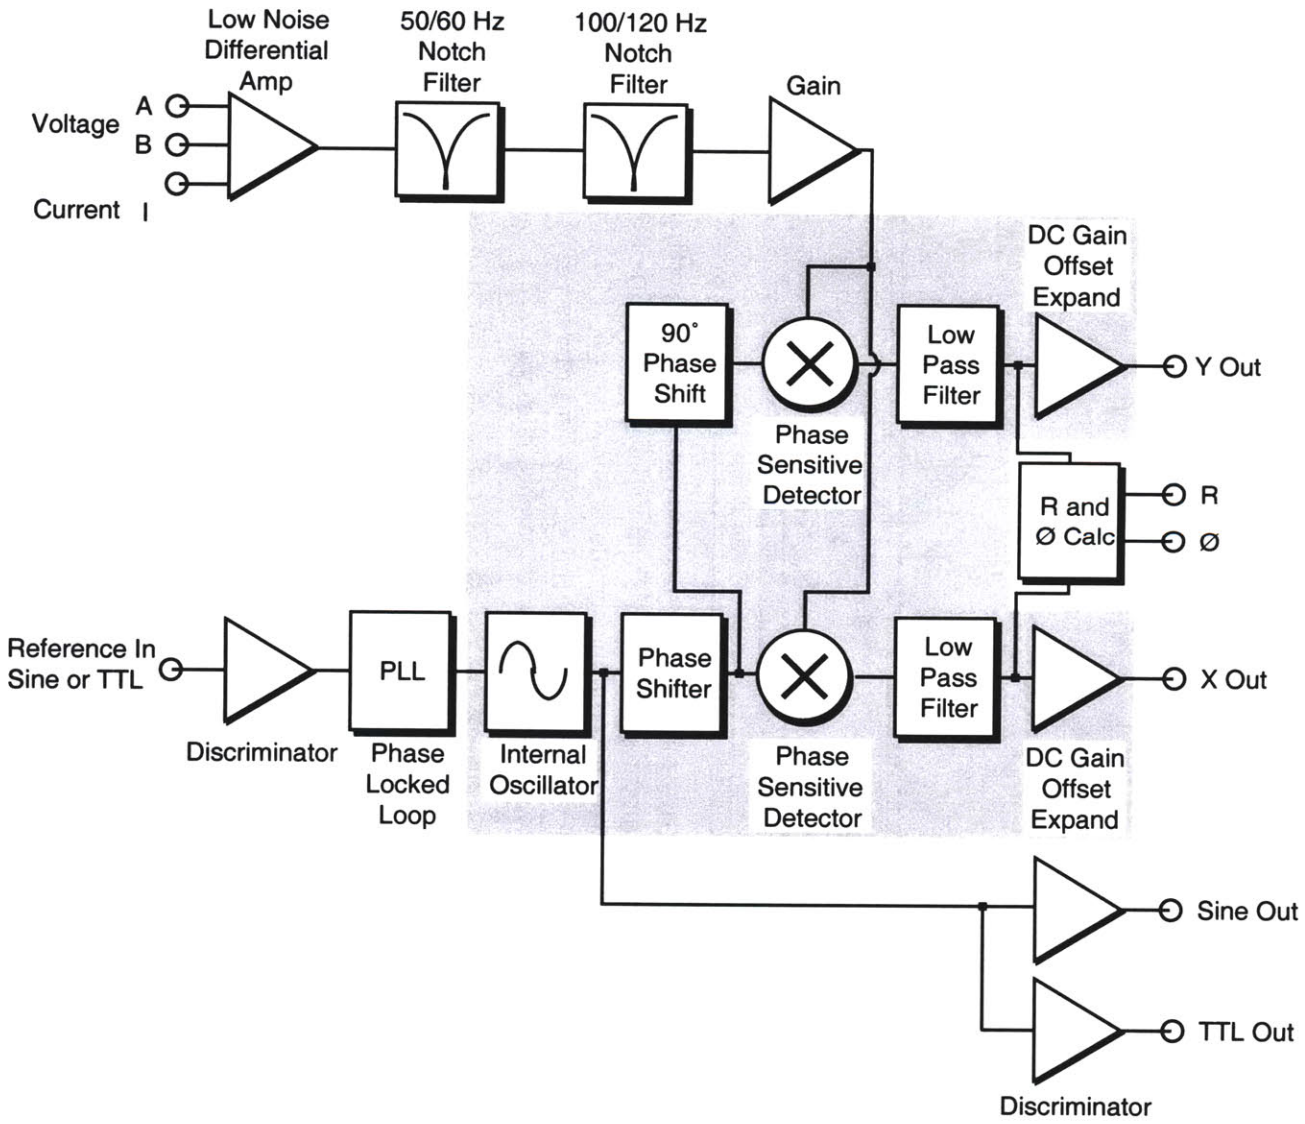 Low Noise
Differential
Amp
50/60 Hz
Notch
Filter
100/120 Hz
Notch
Filter
Gain
Voltage
A
B
Current
I
DC Gain
Offset
Expand
90˚
Phase
Shift
Low
Pass
Filter
Y Out
Phase
Sensitive
Detector
R and
Ø Calc
R
Ø
Reference In
Sine or TTL
Discriminator
PLL
Phase
Locked
Loop
Internal
Oscillator
Phase
Shifter
Phase
Sensitive
Detector
Low
Pass
Filter
X Out
DC Gain
Offset
Expand
Sine Out
TTL Out
Discriminator